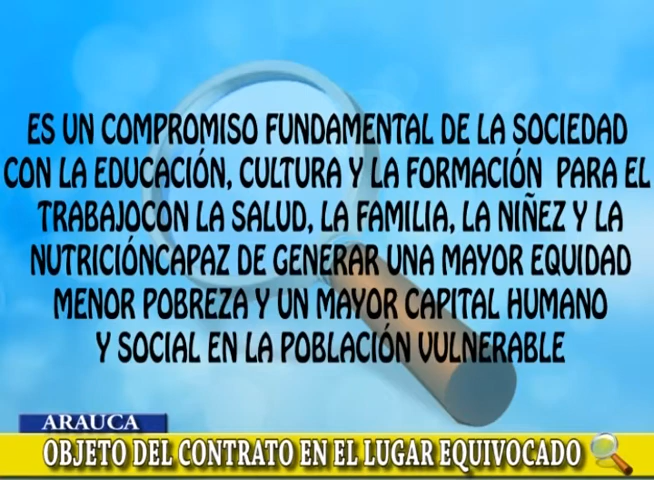 ES UN COMPROMISO FUNDAMENTAL DE LA SOCIEDAD
CON LA EDUCACIÓN, CULTURA Y LA FORMACIÓN PARA EL
TRABAJOCON LA SALUD, LA FAMILIA, LA NIÑEZ Y LA
NUTRICIÓNCAPAZ DE GENERAR UNA MAYOR EQUIDAD
MENOR POBREZA Y UN MAYOR CAPITAL HUMANO
Y SOCIAL EN LA POBLACIÓN VULNERABLE
ARAUCA
OBJETO DEL CONTRATO EN EL LUGAR EQUIVOCADO